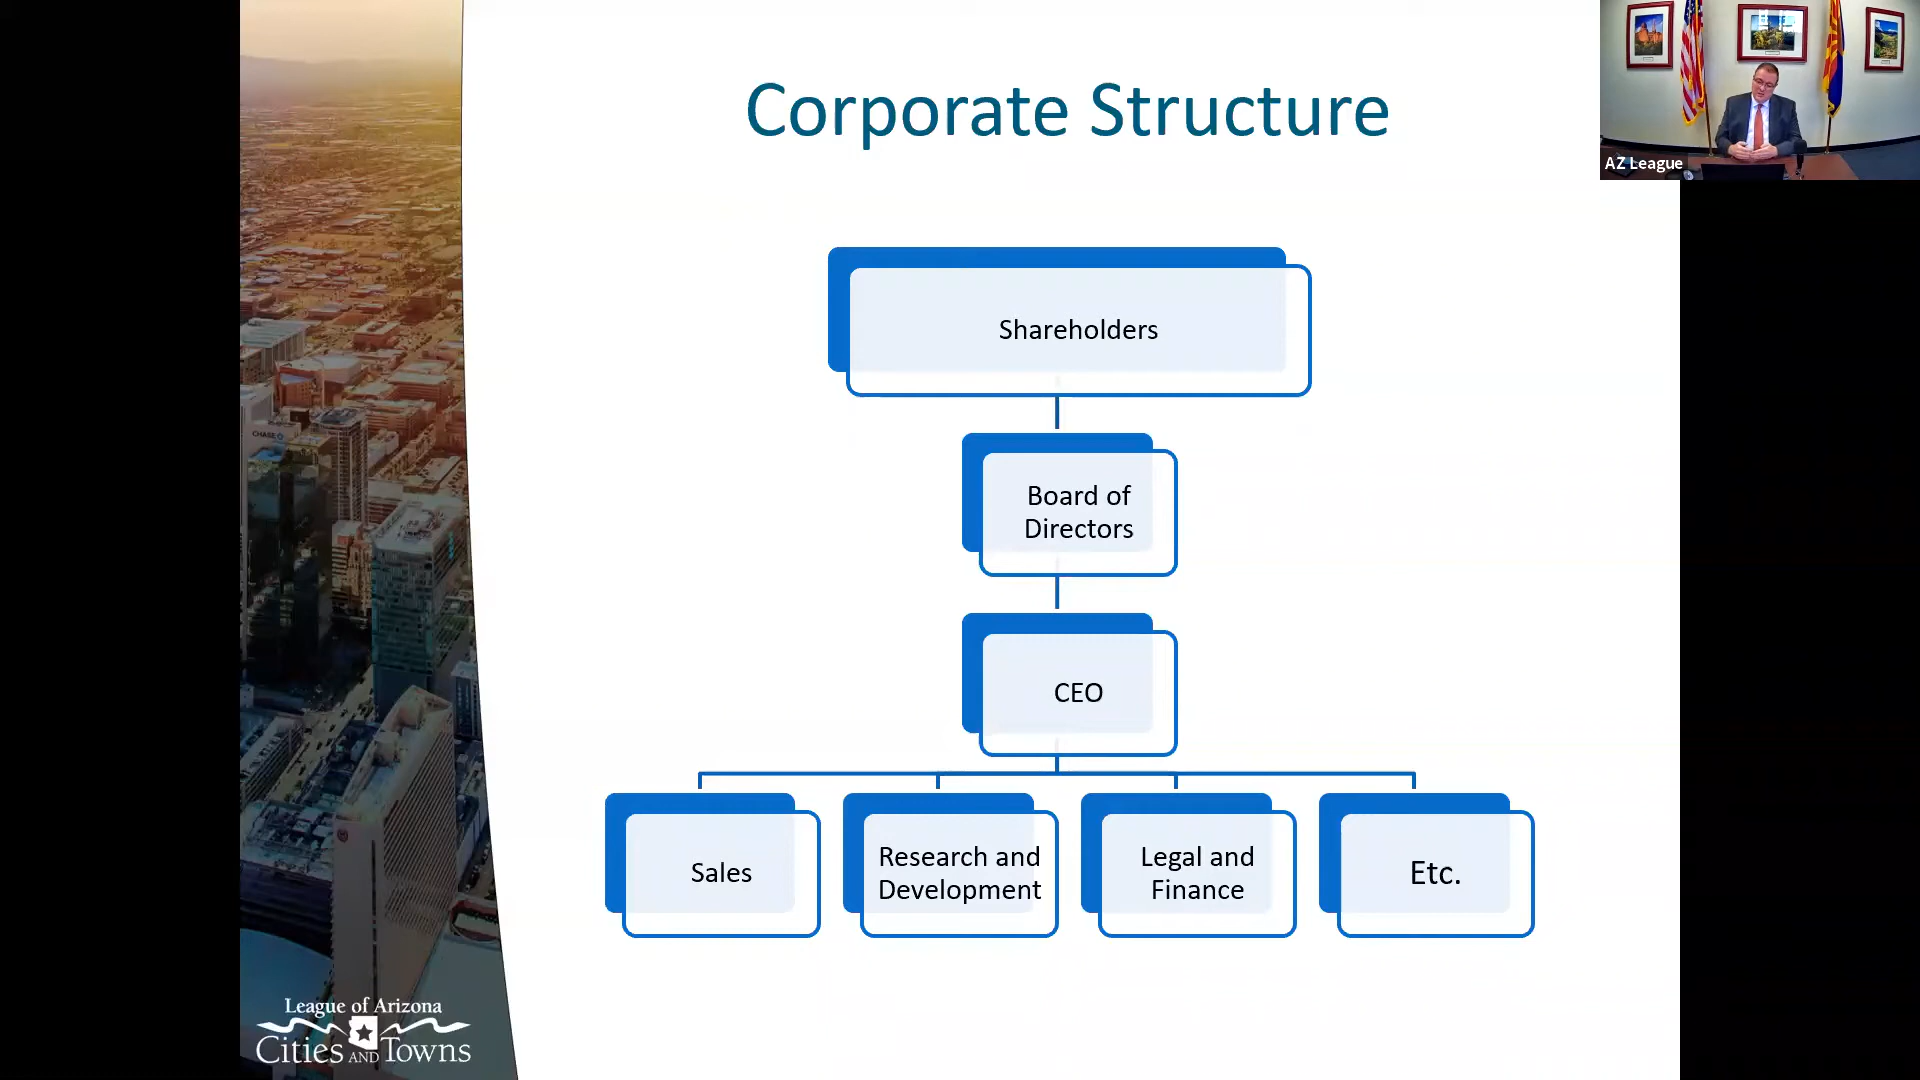 Corporate Structure
AZ League
Shareholders
Board of
Directors
CEO
Sales
Research and
Development
Legal and
Finance
Etc.
CHASE
League of Arizona
Cities AND Towns